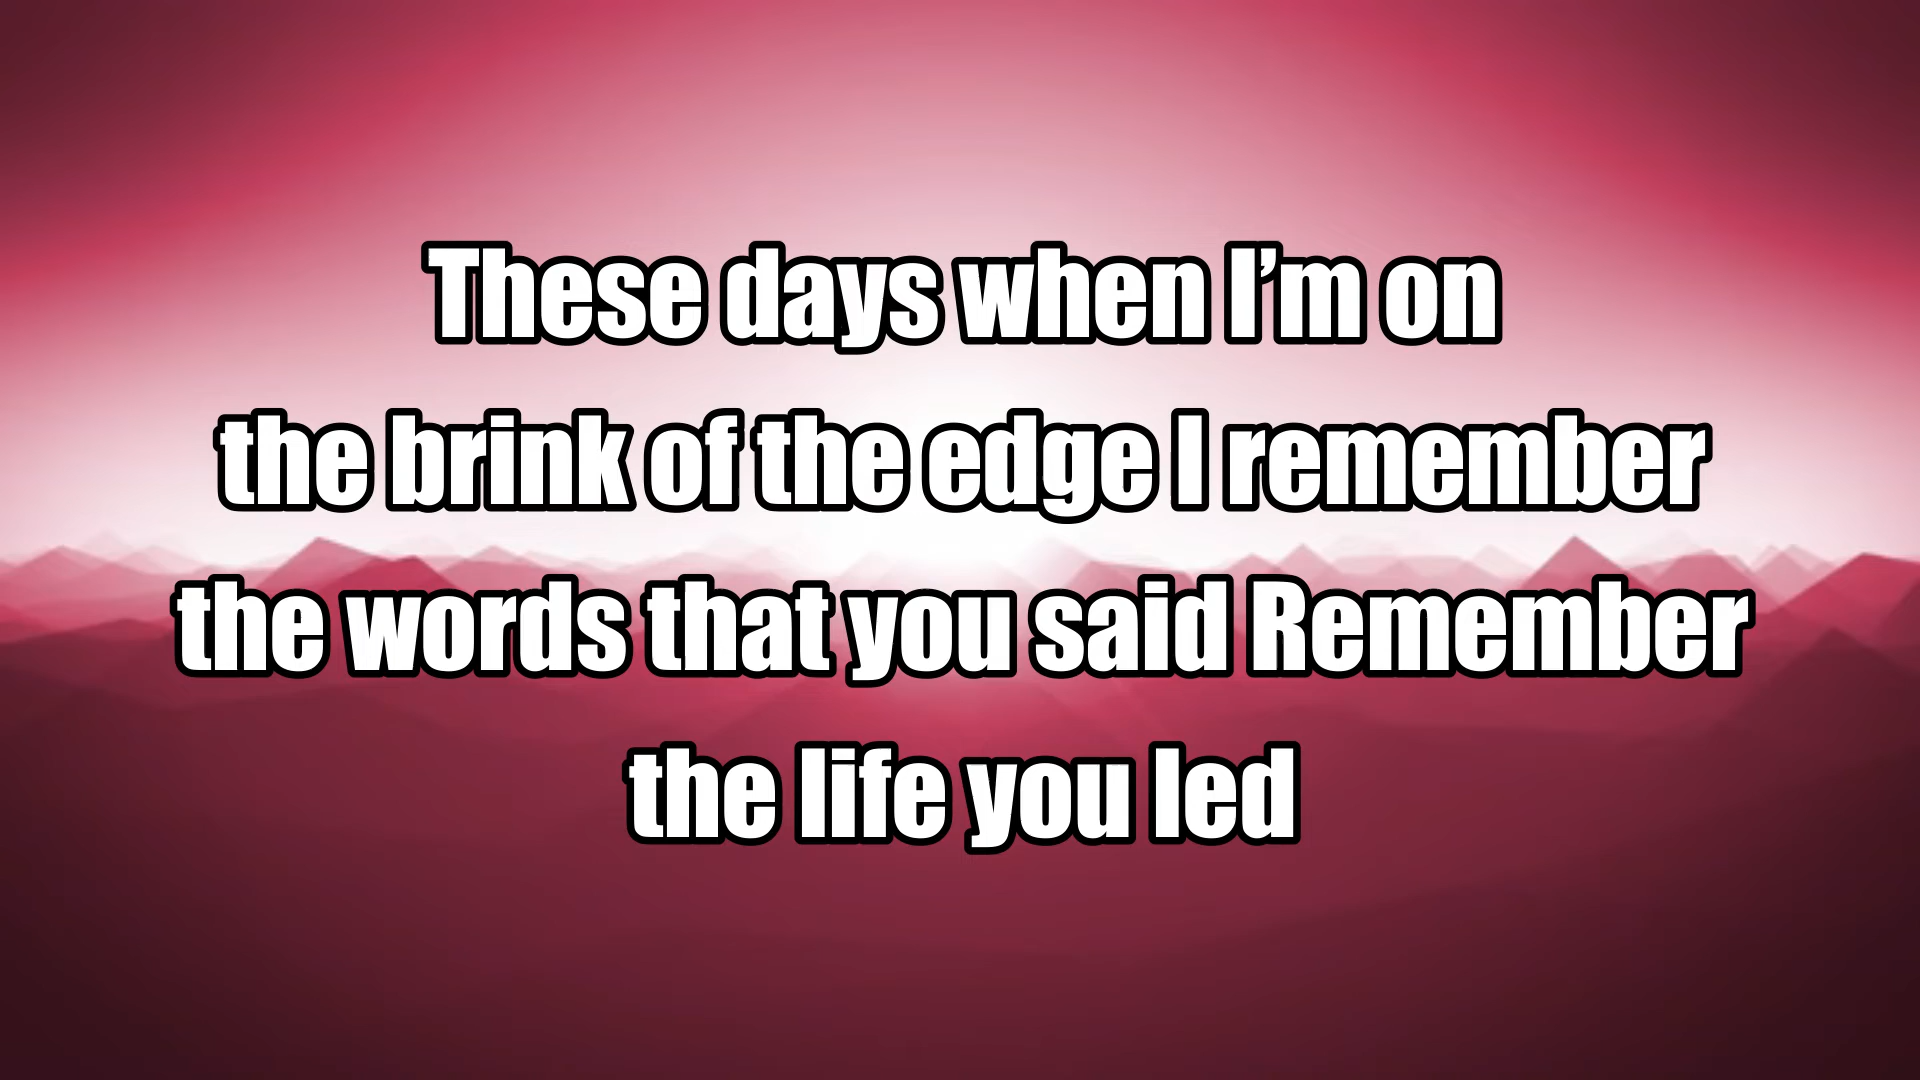 These days when I’m on
the brink of the edge I remember
the words that you said Remember
the life you led